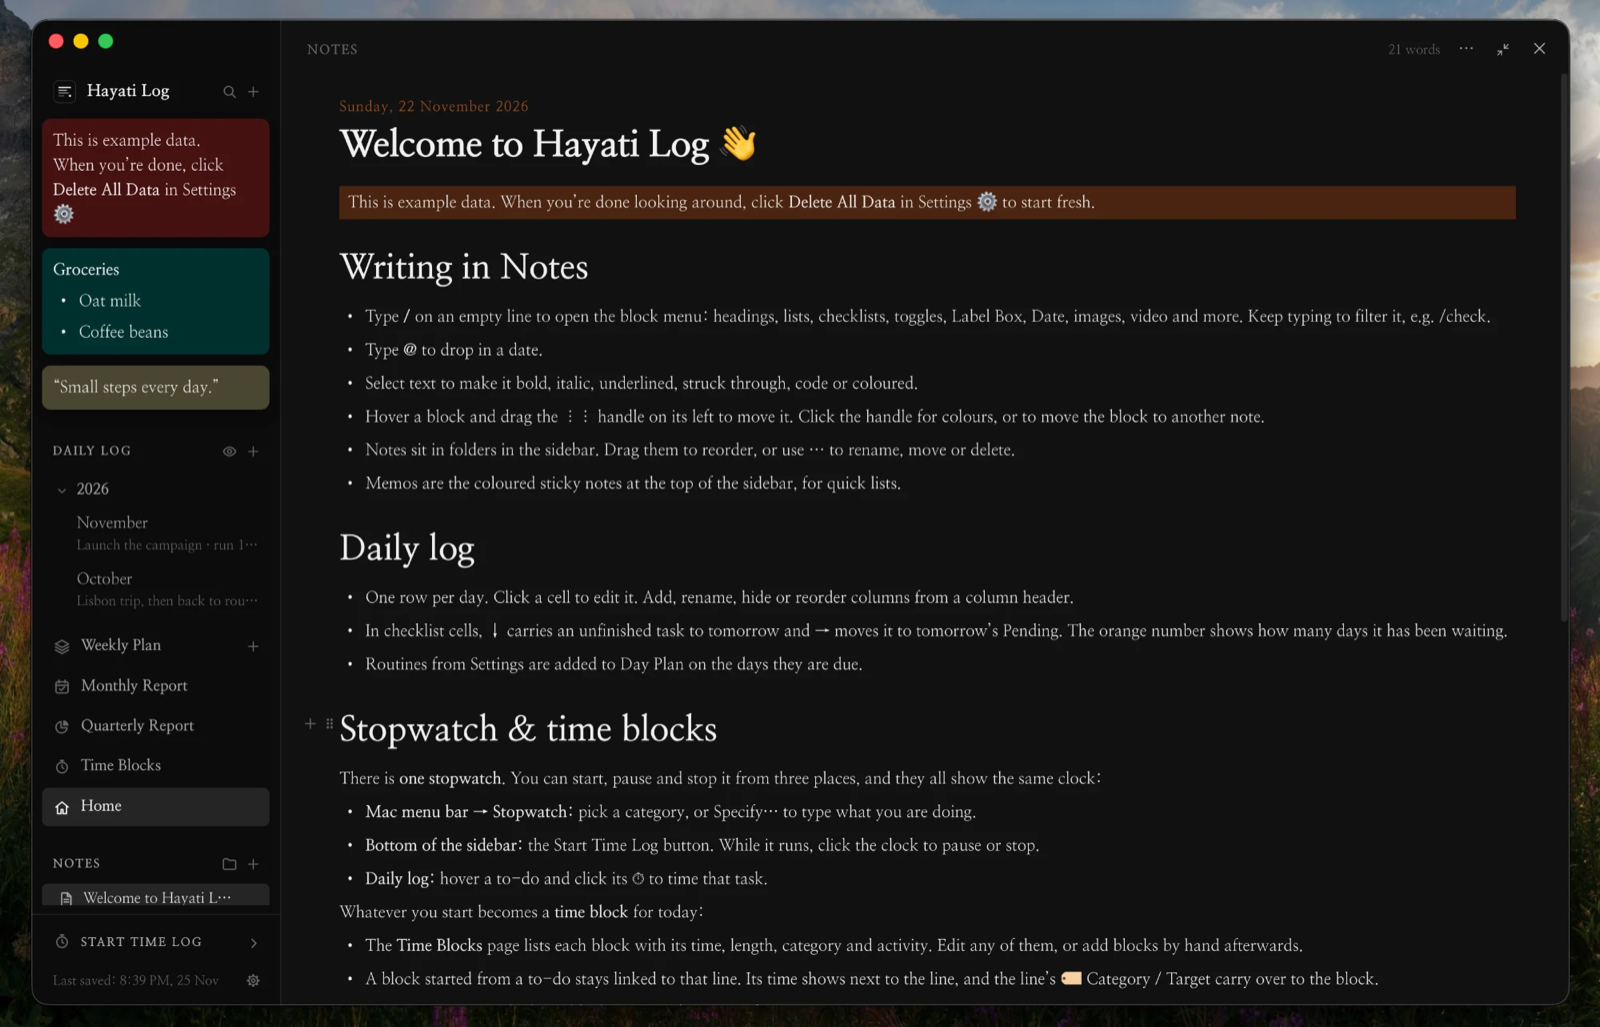 Hayati Log
This is example data.
When you're done, click
Delete All Data in Settings
⚙️
Groceries
• Oat milk
• Coffee beans
“Small steps every day.”
DAILY LOG
2026
November
Launch the campaign · run 1···
October
Lisbon trip, then back to rou···
Weekly Plan
Monthly Report
Quarterly Report
Time Blocks
Home
NOTES
Welcome to Hayati L···
START TIME LOG
Last saved: 8:39 PM, 25 Nov
NOTES
21 words
Sunday, 22 November 2026
Welcome to Hayati Log 👋
This is example data. When you're done looking around, click Delete All Data in Settings ⚙️ to start fresh.
Writing in Notes
• Type / on an empty line to open the block menu: headings, lists, checklists, toggles, Label Box, Date, images, video and more. Keep typing to filter it, e.g. /check.
• Type @ to drop in a date.
• Select text to make it bold, italic, underlined, struck through, code or coloured.
• Hover a block and drag the ⋮⋮ handle on its left to move it. Click the handle for colours, or to move the block to another note.
• Notes sit in folders in the sidebar. Drag them to reorder, or use ··· to rename, move or delete.
• Memos are the coloured sticky notes at the top of the sidebar, for quick lists.
Daily log
• One row per day. Click a cell to edit it. Add, rename, hide or reorder columns from a column header.
• In checklist cells, ↓ carries an unfinished task to tomorrow and → moves it to tomorrow's Pending. The orange number shows how many days it has been waiting.
• Routines from Settings are added to Day Plan on the days they are due.
Stopwatch & time blocks
There is one stopwatch. You can start, pause and stop it from three places, and they all show the same clock:
• Mac menu bar → Stopwatch: pick a category, or Specify··· to type what you are doing.
• Bottom of the sidebar: the Start Time Log button. While it runs, click the clock to pause or stop.
• Daily log: hover a to-do and click its ⏱ to time that task.
Whatever you start becomes a time block for today:
• The Time Blocks page lists each block with its time, length, category and activity. Edit any of them, or add blocks by hand afterwards.
• A block started from a to-do stays linked to that line. Its time shows next to the line, and the line's 🏷️ Category / Target carry over to the block.